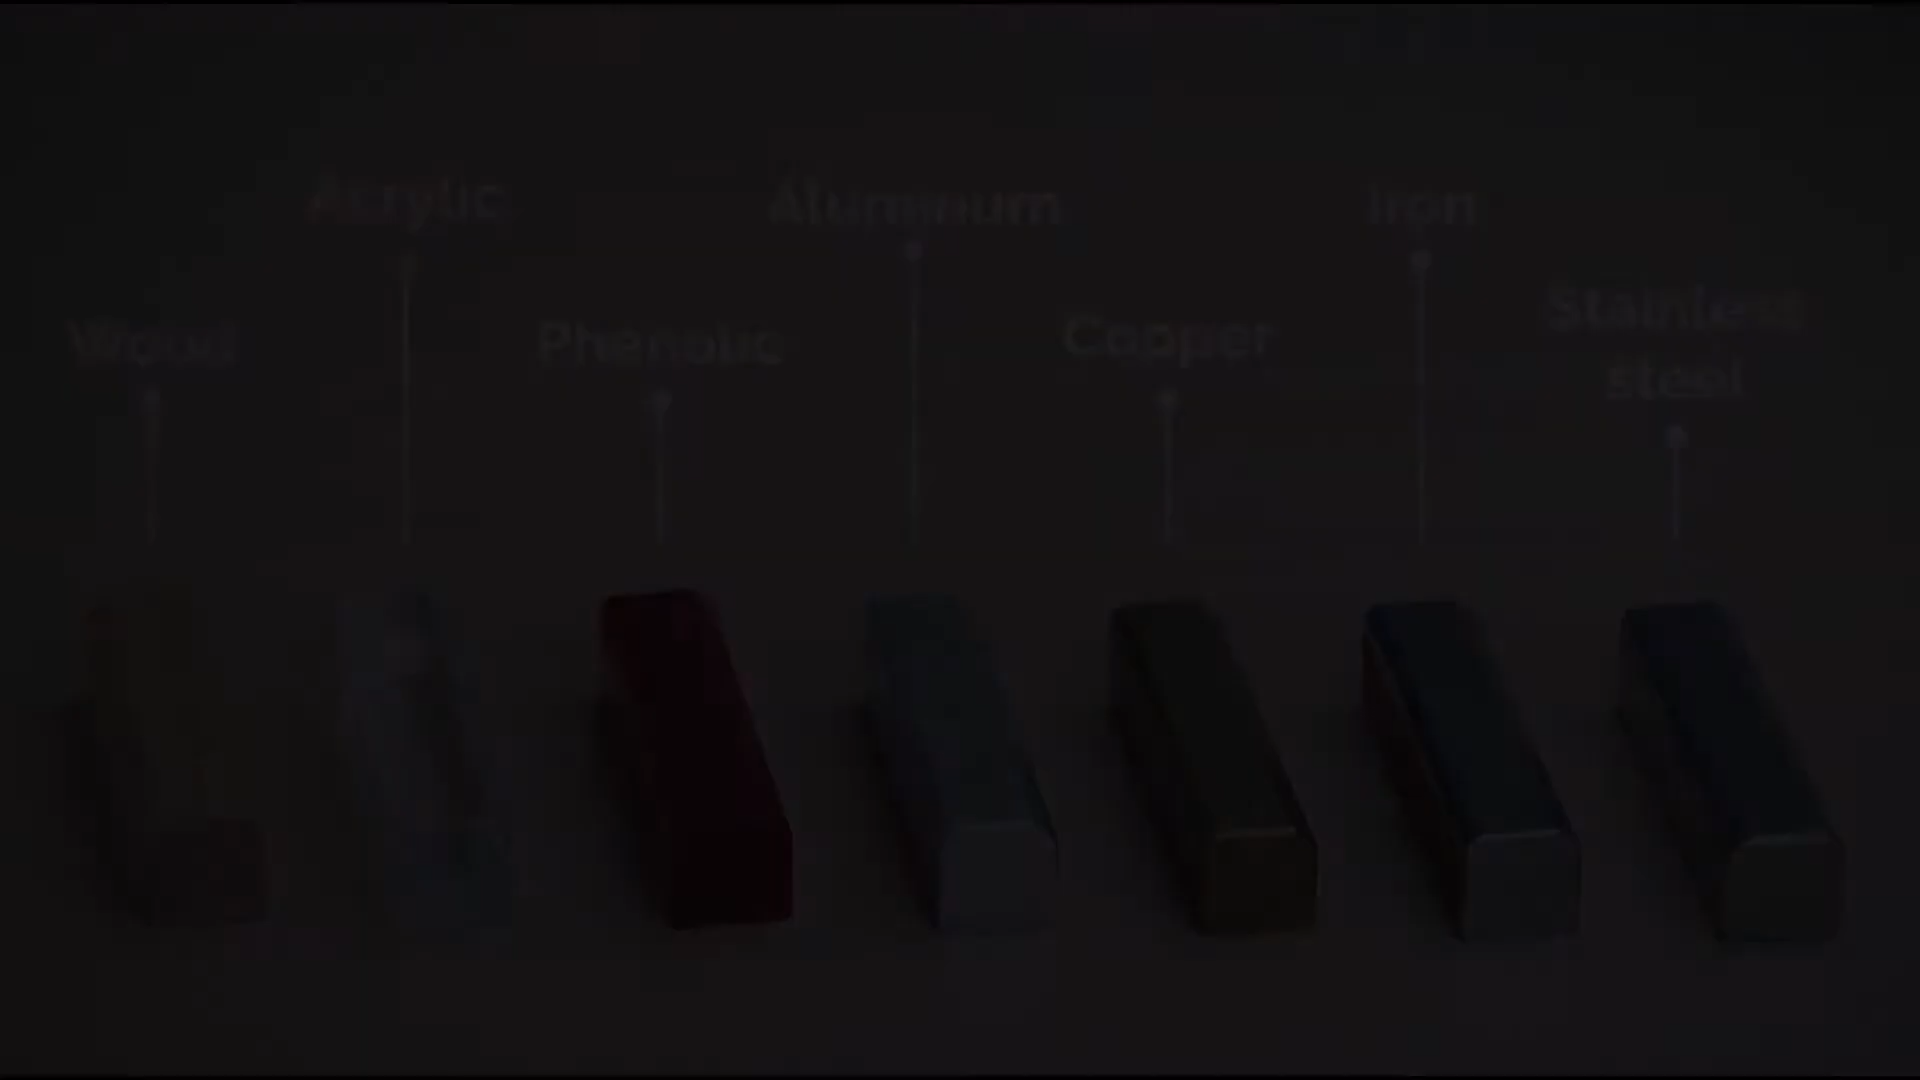 Wood
Acrylic
Phenolic
Aluminum
Copper
Iron
Stainless
steel